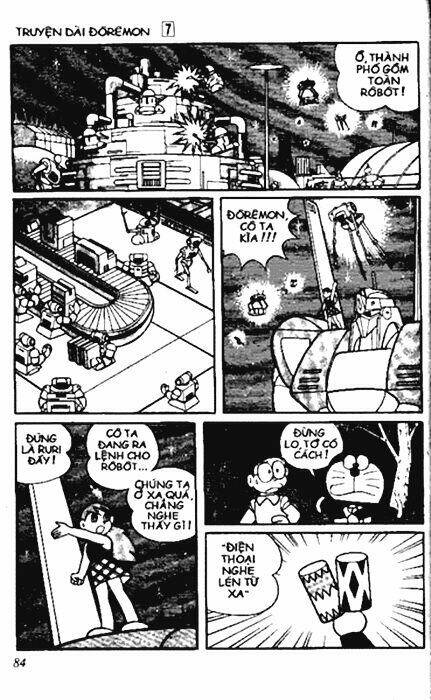 TRUYỆN DÀI ĐÔRÊMON 7
Ồ, THÀNH
PHỐ GỒM
TOÀN
RÔBỐT!
ĐÔRÊMON,
CÔ TA
KÌA!!!
ĐÚNG
LÀ RURI
ĐẤY!
CÔ TA
ĐANG RA
LỆNH CHO
RÔBỐT...
CHÚNG TA
Ở XA QUÁ,
CHẲNG
NGHE
THẤY GÌ!
ĐỪNG
LO, TỚ CÓ
CÁCH!
"ĐIỆN
THOẠI
NGHE
LÉN TỪ
XA"
84